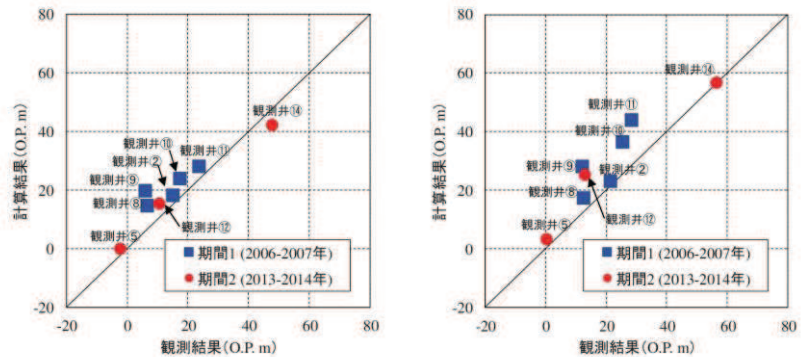 80
60
40
20
0
-20
計算結果(O.P. m)
観測井⑭
観測井⑩
観測井⑪
観測井②
観測井⑨
観測井⑧
観測井⑫
観測井⑤
期間1 (2006-2007年)
期間2 (2013-2014年)
-20 0 20 40 60 80
観測結果(O.P. m)
80
60
40
20
0
-20
計算結果(O.P. m)
観測井⑭
観測井⑪
観測井⑩
観測井⑨
観測井②
観測井⑧
観測井⑫
観測井⑤
期間1 (2006-2007年)
期間2 (2013-2014年)
-20 0 20 40 60 80
観測結果(O.P. m)